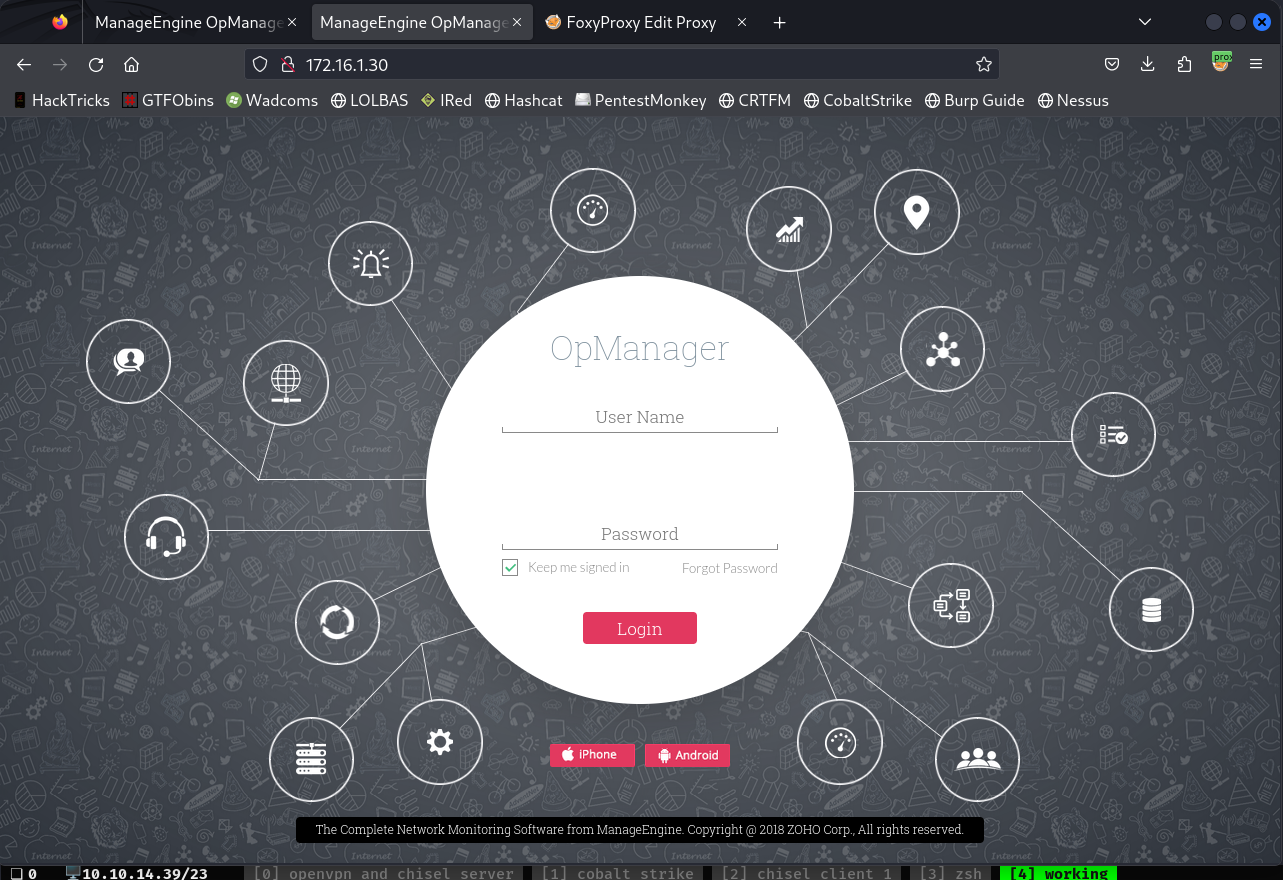 ManageEngine OpManage
ManageEngine OpManage
FoxyProxy Edit Proxy
172.16.1.30
prox
HackTricks
GTFObins
Wadcoms
LOLBAS
IRed
Hashcat
PentestMonkey
CRTFM
CobaltStrike
Burp Guide
Nessus
OpManager
User Name
Password
Keep me signed in
Forgot Password
Login
iPhone
Android
The Complete Network Monitoring Software from ManageEngine. Copyright @ 2018 ZOHO Corp., All rights reserved.
0 10.10.14.39/23 [0] openvpn and chisel server [1] cobalt strike [2] chisel client 1 [3] zsh [4] working